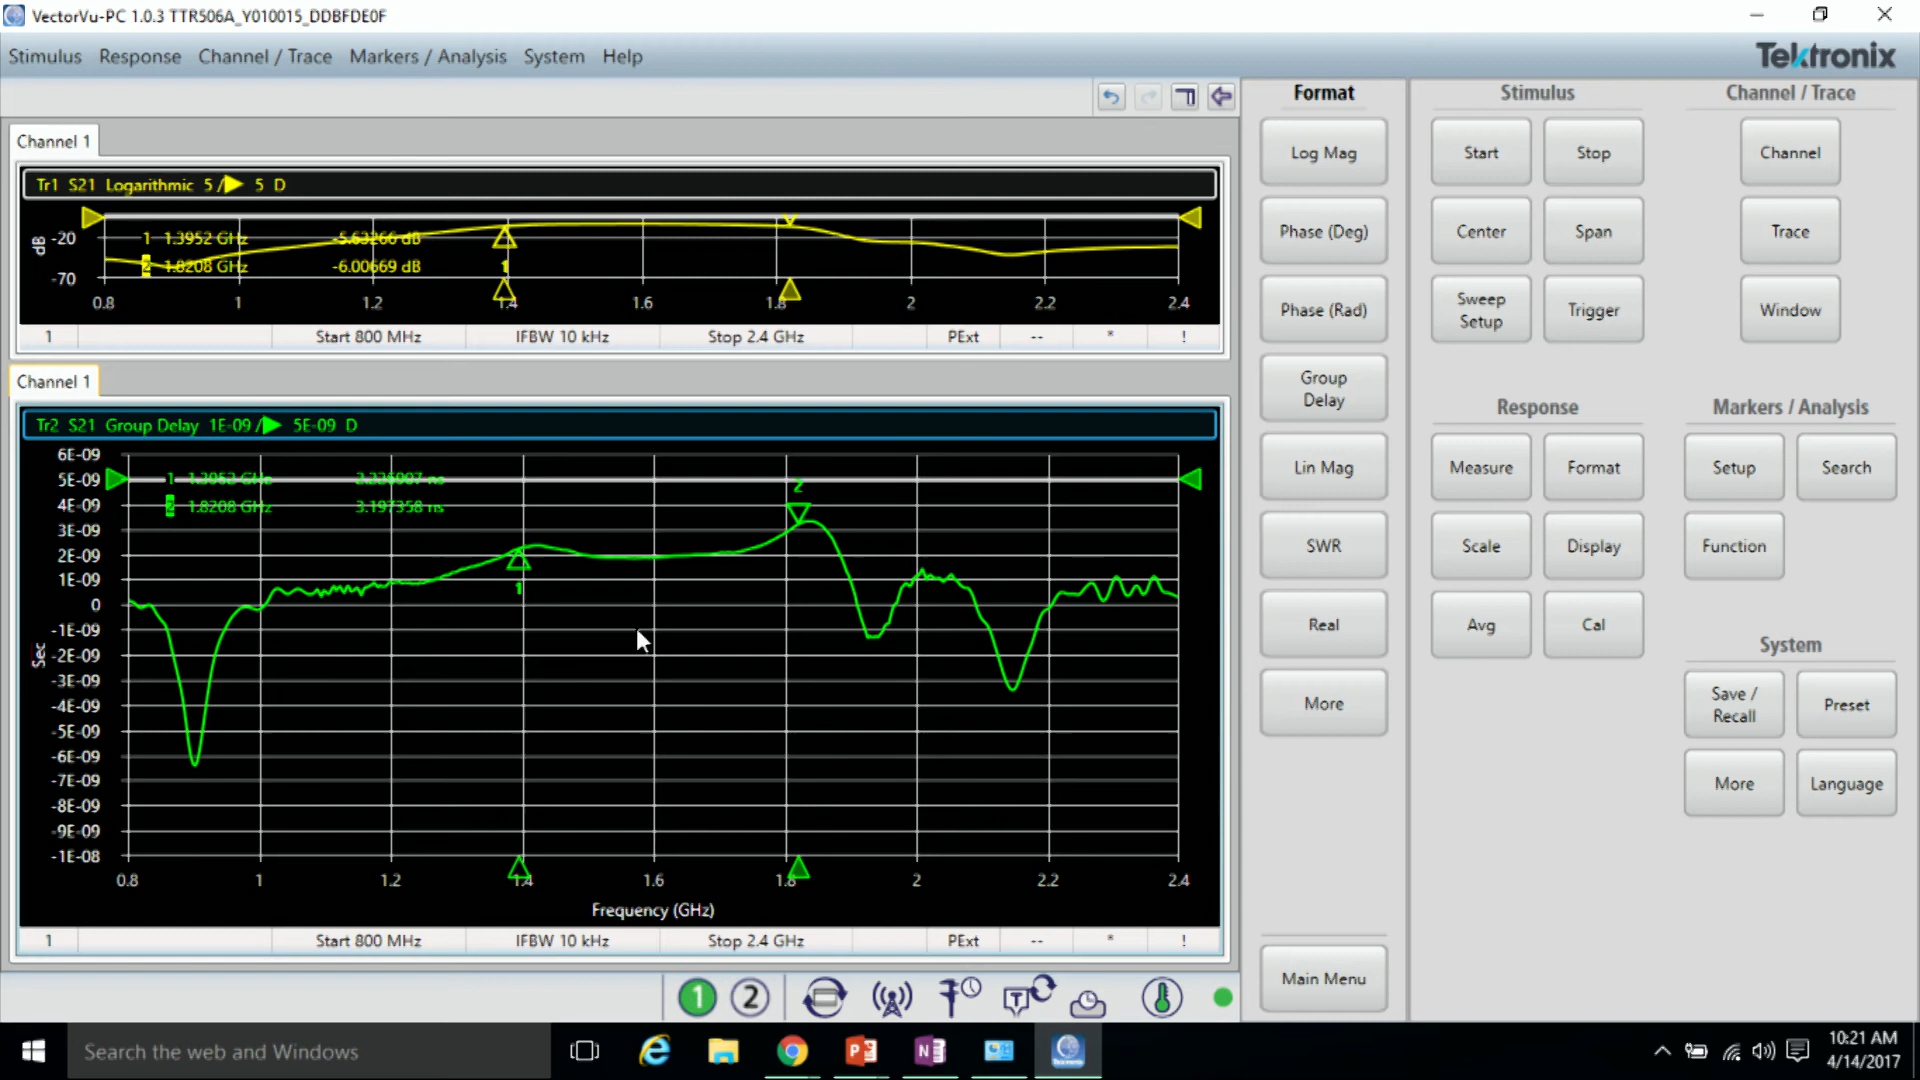 VectorVu-PC 1.0.3 TTR506A_Y010015_DDBFDE0F
Stimulus Response Channel / Trace Markers / Analysis System Help
Tektronix
Channel 1
Tr1 S21 Logarithmic 5 / 5 D
dB
-20
-70
1 1.3952 GHz -5.63266 dB
2 1.8208 GHz -6.00669 dB
1
0.8 1 1.2 1.4 1.6 1.8 2 2.2 2.4
1 Start 800 MHz IFBW 10 kHz Stop 2.4 GHz PExt -- * !
Channel 1
Tr2 S21 Group Delay 1E-09 / 5E-09 D
6E-09
5E-09
4E-09
3E-09
2E-09
1E-09
0
-1E-09
-2E-09
-3E-09
-4E-09
-5E-09
-6E-09
-7E-09
-8E-09
-9E-09
-1E-08
Sec
1 1.3952 GHz
2 1.8208 GHz 3.197358 ns
2
1
0.8 1 1.2 1.4 1.6 1.8 2 2.2 2.4
Frequency (GHz)
1 Start 800 MHz IFBW 10 kHz Stop 2.4 GHz PExt -- * !
1 2
T
Format
Log Mag
Phase (Deg)
Phase (Rad)
Group
Delay
Lin Mag
SWR
Real
More
Main Menu
Stimulus
Start Stop
Center Span
Sweep
Setup
Trigger
Response
Measure Format
Scale Display
Avg Cal
Channel / Trace
Channel
Trace
Window
Markers / Analysis
Setup Search
Function
System
Save /
Recall
Preset
More Language
Search the web and Windows
Tektronix
10:21 AM
4/14/2017